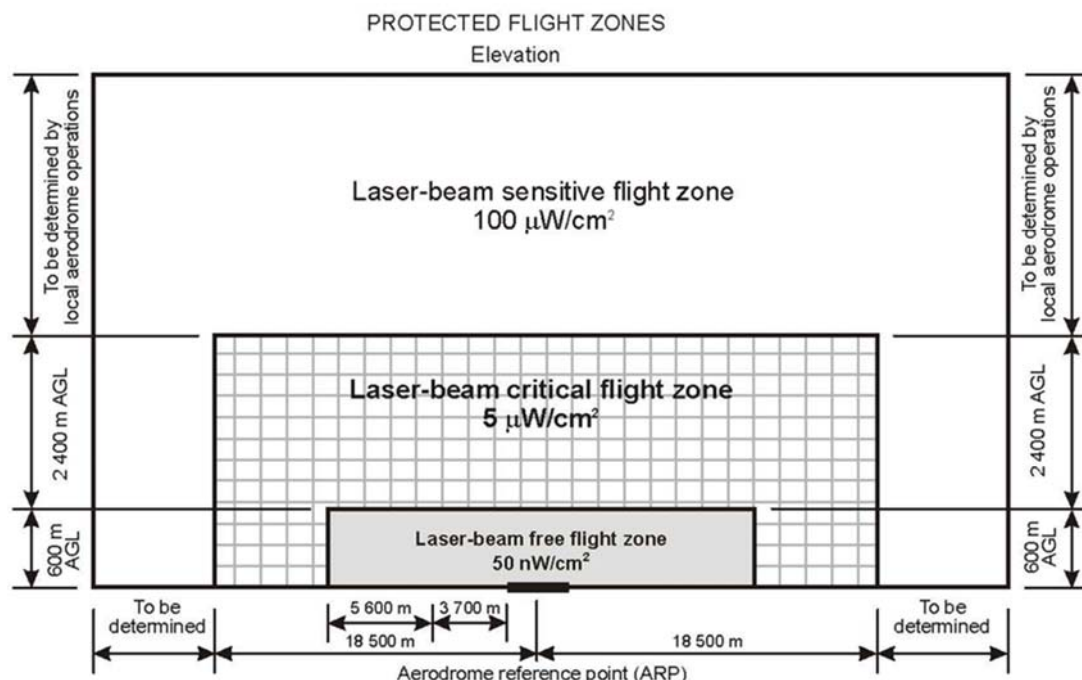 PROTECTED FLIGHT ZONES
Elevation
To be determined by
local aerodrome operations
To be determined by
local aerodrome operations
Laser-beam sensitive flight zone
100 μW/cm²
2 400 m AGL
2 400 m AGL
Laser-beam critical flight zone
5 μW/cm²
600 m
AGL
600 m
AGL
Laser-beam free flight zone
50 nW/cm²
To be
determined
5 600 m
3 700 m
To be
determined
18 500 m
18 500 m
Aerodrome reference point (ARP)